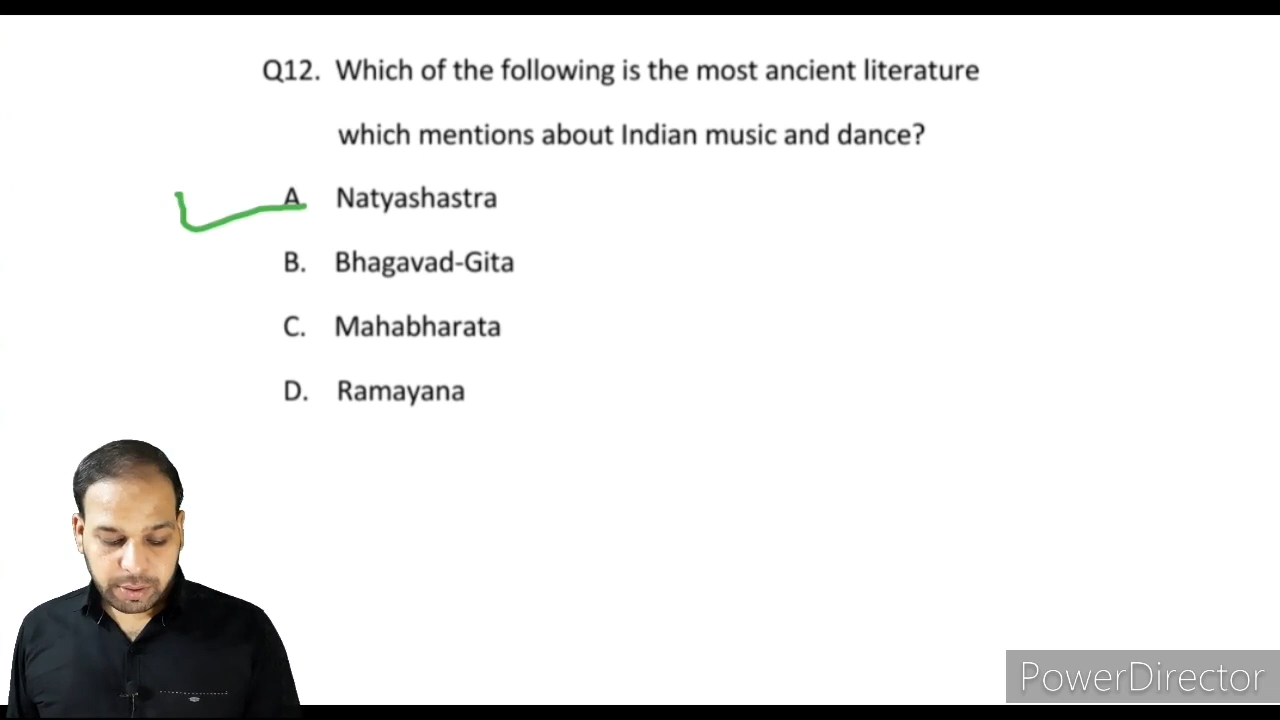 Q12. Which of the following is the most ancient literature
which mentions about Indian music and dance?
A. Natyashastra
B. Bhagavad-Gita
C. Mahabharata
D. Ramayana
PowerDirector